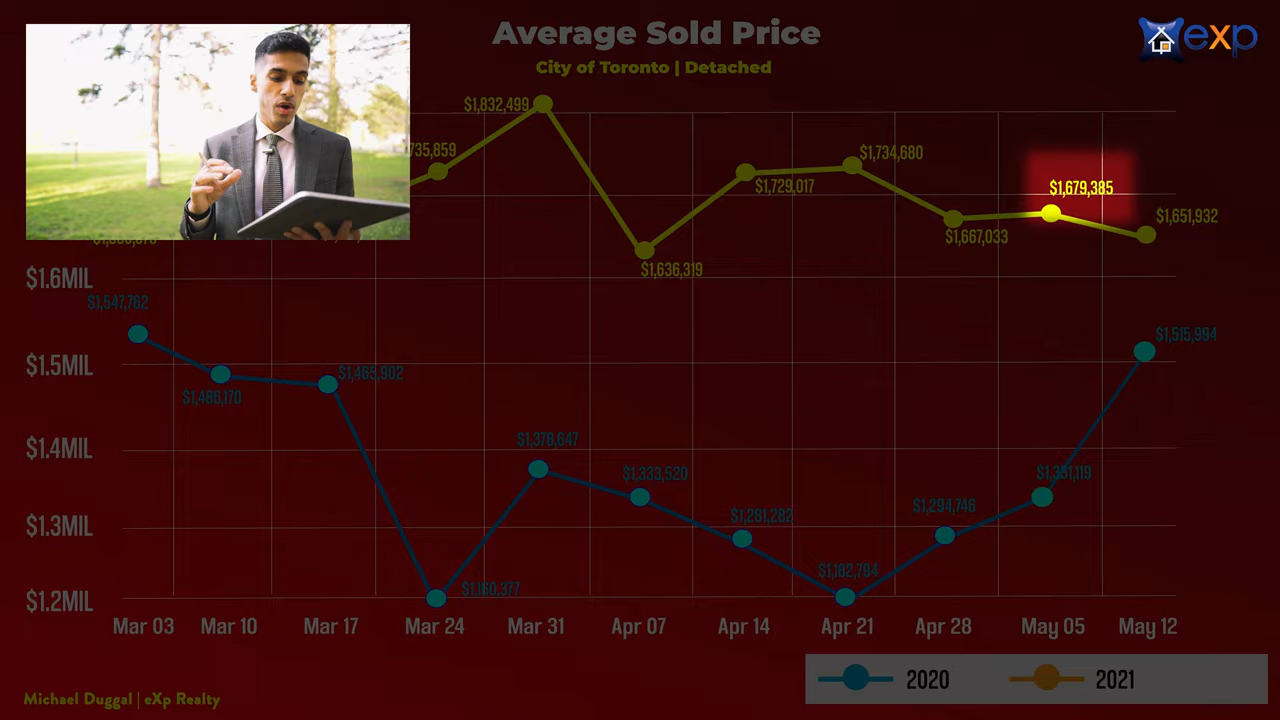 Average Sold Price
City of Toronto | Detached
eXp
$1,832,499
735,859
$1,734,680
$1,729,017
$1,679,385
$1,651,932
$1,667,033
$1,636,319
$1.6MIL
$1,547,762
$1,515,994
$1.5MIL
$1,465,902
$1,486,170
$1.4MIL
$1,378,647
$1,333,520
$1,281,282
$1,294,746
$1,331,119
$1.3MIL
$1,182,794
$1,160,377
$1.2MIL
Mar 03 Mar 10 Mar 17 Mar 24 Mar 31 Apr 07 Apr 14 Apr 21 Apr 28 May 05 May 12
2020 2021
Michael Duggal | eXp Realty